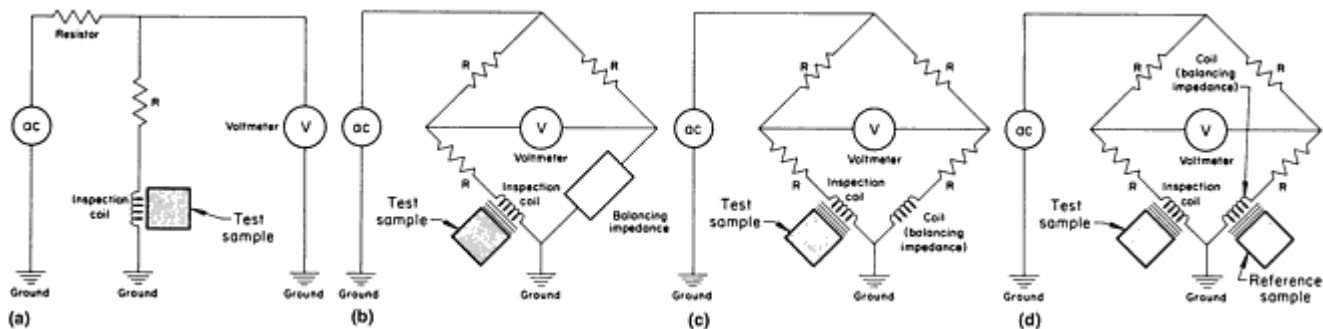 Resistor
R
ac
Voltmeter
V
Inspection
coil
Test
sample
Ground
Ground
Ground
(a)
R
R
ac
V
Voltmeter
R
Inspection
coil
Test
sample
Balancing
impedance
Ground
Ground
(b)
R
R
ac
V
Voltmeter
R
R
Inspection
coil
Test
sample
Coil
(balancing
impedance)
Ground
Ground
(c)
R
R
Coil
(balancing
impedance)
ac
V
Voltmeter
R
R
Inspection
coil
Test
sample
Ground
Ground
Reference
sample
(d)